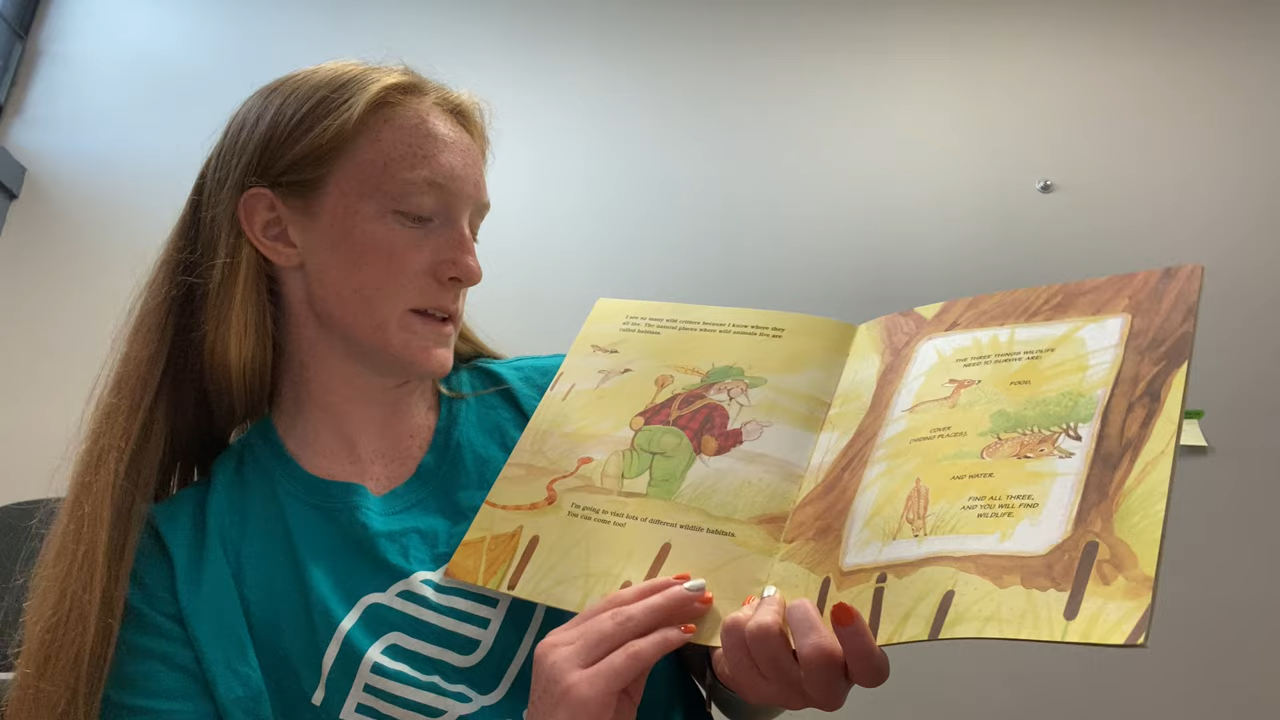 I see so many wild critters because I know where they
all live. The natural places where wild animals live are
called habitats.
I'm going to visit lots of different wildlife habitats.
You can come too!
THE THREE THINGS WILDLIFE
NEED TO SURVIVE ARE:
FOOD,
COVER
(HIDING PLACES),
AND WATER.
FIND ALL THREE,
AND YOU WILL FIND
WILDLIFE.